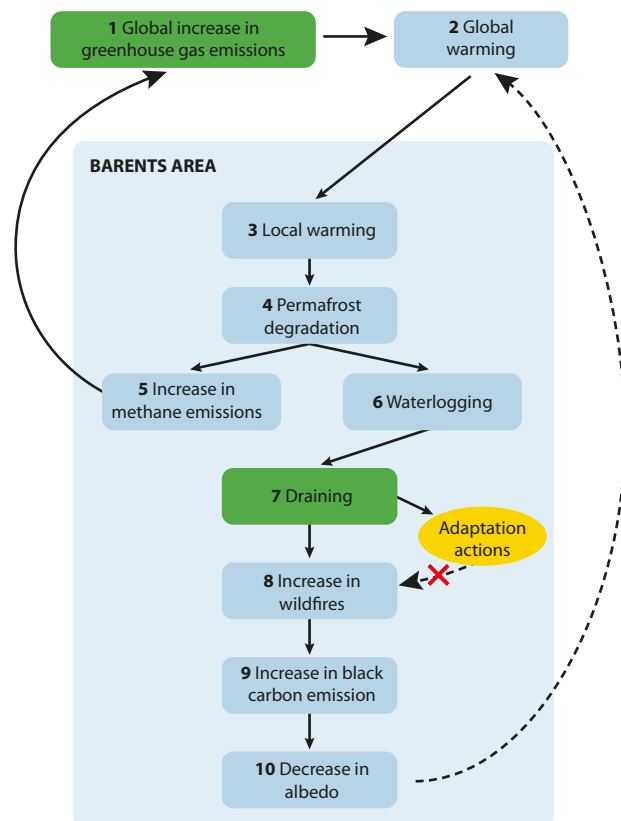 1 Global increase in
greenhouse gas emissions
2 Global
warming
BARENTS AREA
3 Local warming
4 Permafrost
degradation
5 Increase in
methane emissions
6 Waterlogging
7 Draining
Adaptation
actions
8 Increase in
wildfires
9 Increase in black
carbon emission
10 Decrease in
albedo